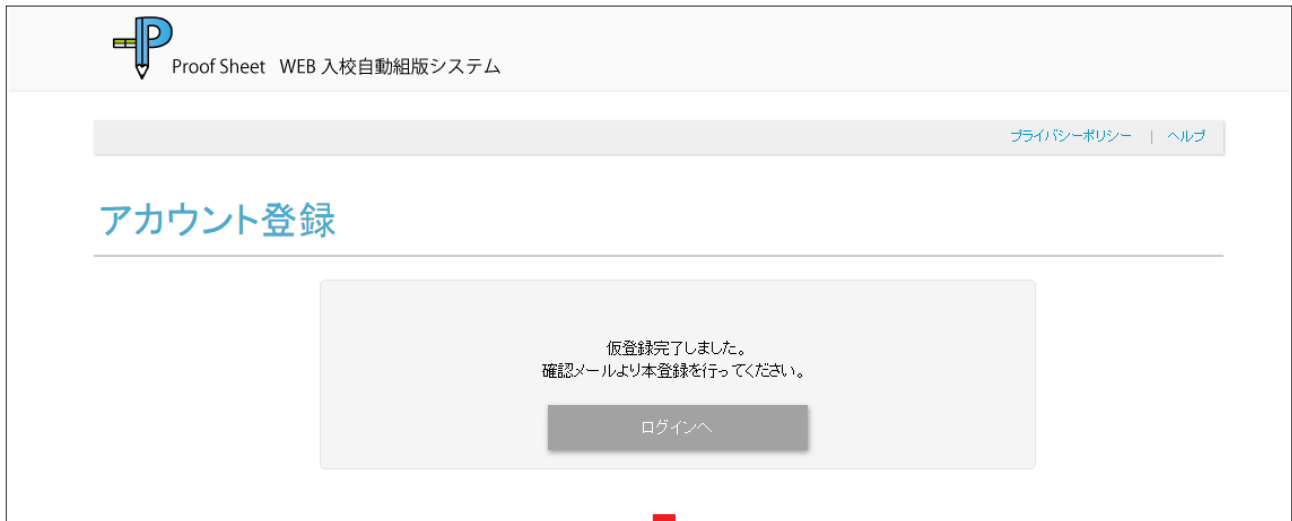 Proof Sheet WEB 入校自動組版システム
プライバシーポリシー | ヘルプ
アカウント登録
仮登録完了しました。
確認メールより本登録を行ってください。
ログインへ